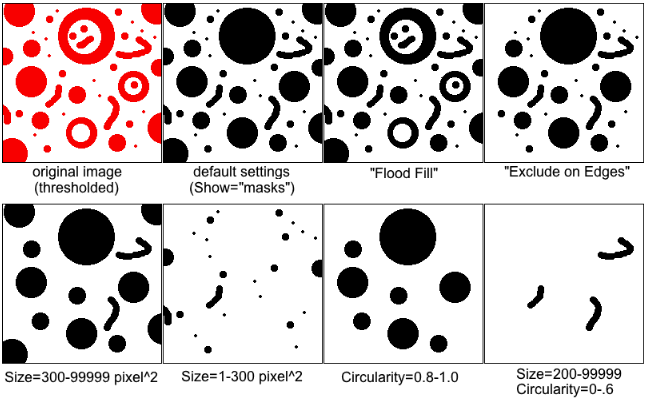 original image
(thresholded)
default settings
(Show="masks")
"Flood Fill"
"Exclude on Edges"
Size=300-99999 pixel^2
Size=1-300 pixel^2
Circularity=0.8-1.0
Size=200-99999
Circularity=0-.6